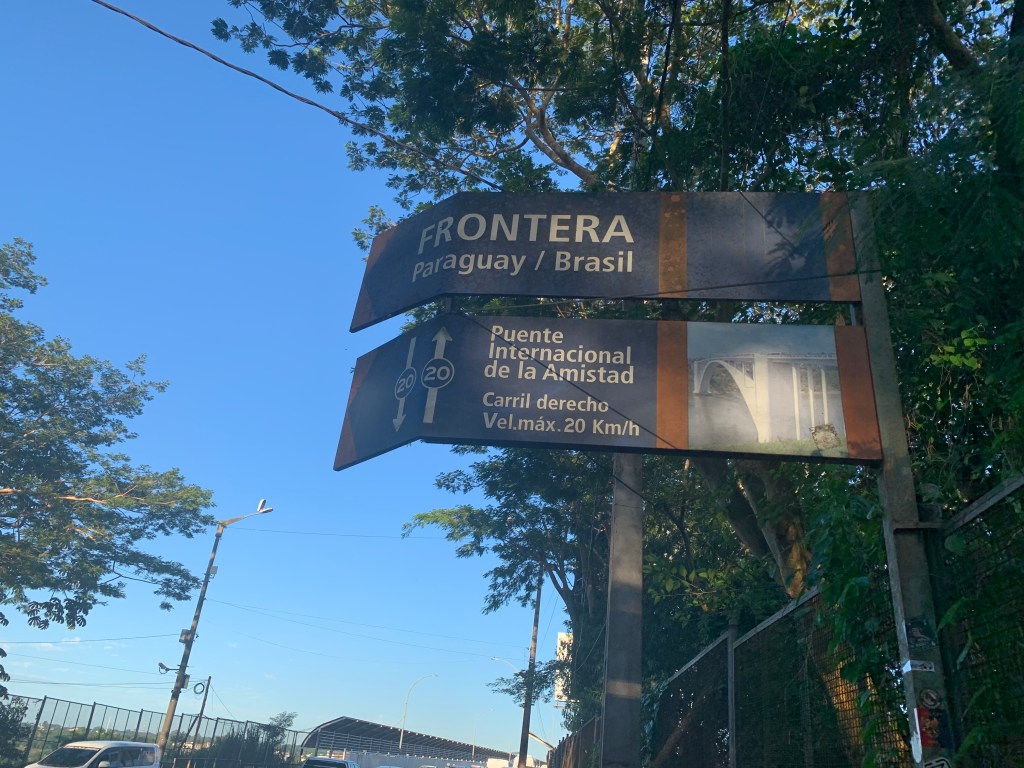 FRONTERA
Paraguay / Brasil
20
20
Puente
Internacional
de la Amistad
Carril derecho
Vel.máx. 20 Km/h